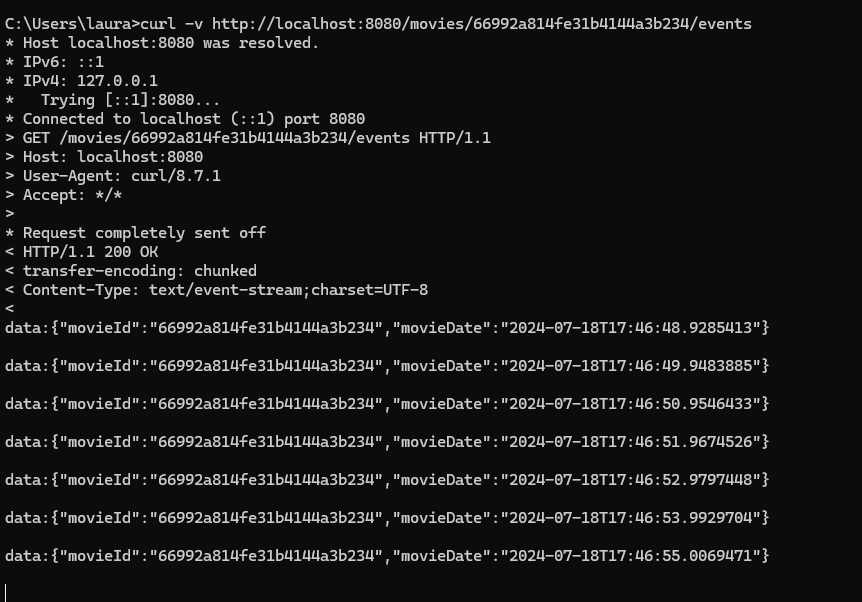 C:\Users\laura>curl -v http://localhost:8080/movies/66992a814fe31b4144a3b234/events
* Host localhost:8080 was resolved.
* IPv6: ::1
* IPv4: 127.0.0.1
*   Trying [::1]:8080...
* Connected to localhost (::1) port 8080
> GET /movies/66992a814fe31b4144a3b234/events HTTP/1.1
> Host: localhost:8080
> User-Agent: curl/8.7.1
> Accept: */*
>
* Request completely sent off
< HTTP/1.1 200 OK
< transfer-encoding: chunked
< Content-Type: text/event-stream;charset=UTF-8
<
data:{"movieId":"66992a814fe31b4144a3b234","movieDate":"2024-07-18T17:46:48.9285413"}
data:{"movieId":"66992a814fe31b4144a3b234","movieDate":"2024-07-18T17:46:49.9483885"}
data:{"movieId":"66992a814fe31b4144a3b234","movieDate":"2024-07-18T17:46:50.9546433"}
data:{"movieId":"66992a814fe31b4144a3b234","movieDate":"2024-07-18T17:46:51.9674526"}
data:{"movieId":"66992a814fe31b4144a3b234","movieDate":"2024-07-18T17:46:52.9797448"}
data:{"movieId":"66992a814fe31b4144a3b234","movieDate":"2024-07-18T17:46:53.9929704"}
data:{"movieId":"66992a814fe31b4144a3b234","movieDate":"2024-07-18T17:46:55.0069471"}